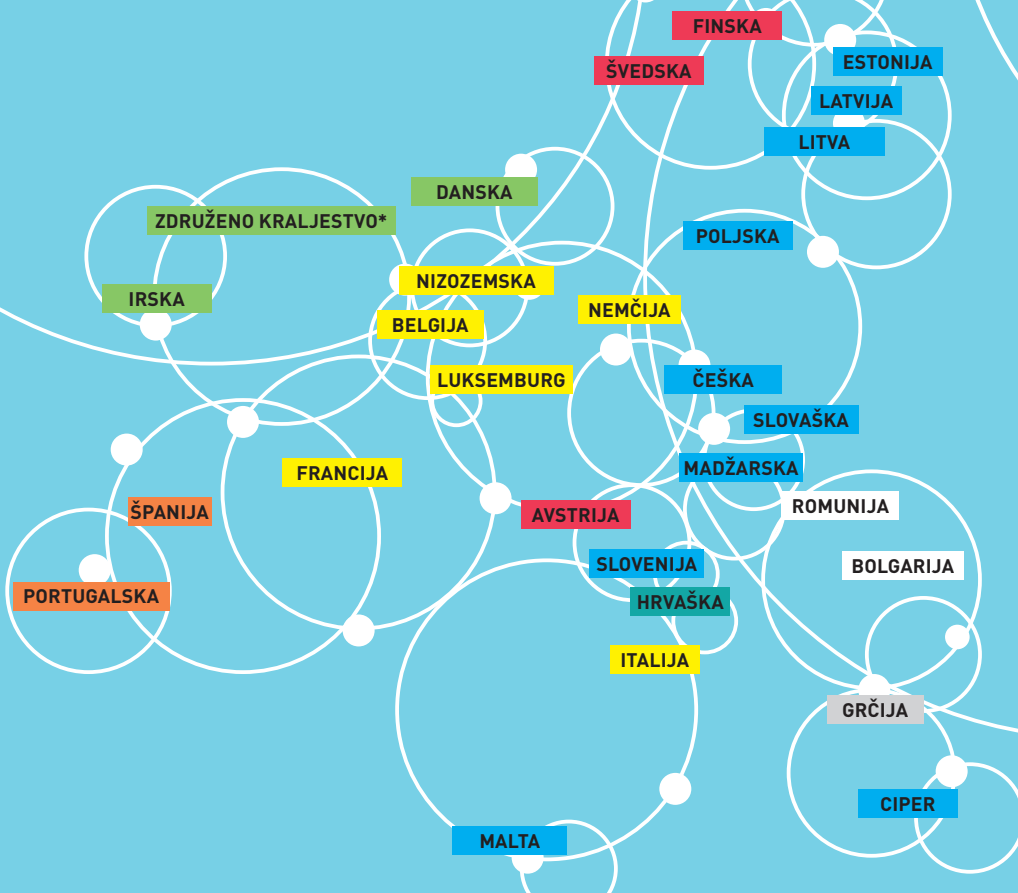 FINSKA
ŠVEDSKA
ESTONIJA
LATVIJA
LITVA
DANSKA
ZDRUŽENO KRALJESTVO*
POLJSKA
NIZOZEMSKA
IRSKA
NEMČIJA
BELGIJA
LUKSEMBURG
ČEŠKA
SLOVAŠKA
MADŽARSKA
FRANCIJA
ROMUNIJA
ŠPANIJA
AVSTRIJA
SLOVENIJA
BOLGARIJA
PORTUGALSKA
HRVAŠKA
ITALIJA
GRČIJA
CIPER
MALTA